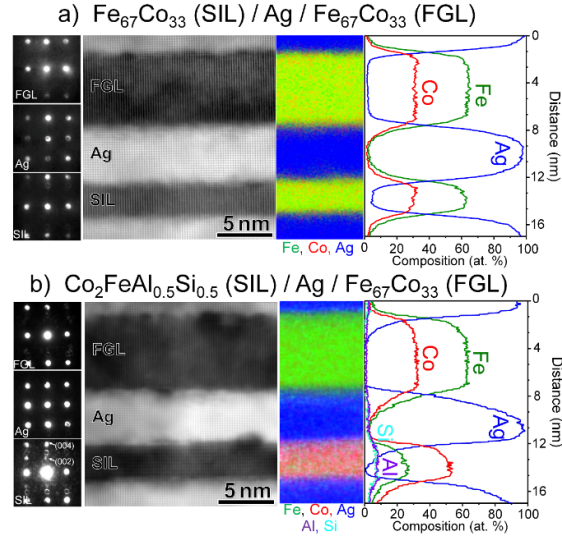 a) Fe₆₇Co₃₃ (SIL) / Ag / Fe₆₇Co₃₃ (FGL)
FGL
Ag
SIL
FGL
Ag
SIL
5 nm
Fe, Co, Ag
Co
Fe
Ag
0
4
8
12
16
Distance (nm)
0 20 40 60 80 100
Composition (at. %)
b) Co₂FeAl₀.₅Si₀.₅ (SIL) / Ag / Fe₆₇Co₃₃ (FGL)
FGL
Ag
(004)
(002)
SIL
FGL
Ag
SIL
5 nm
Fe, Co, Ag
Al, Si
Co
Fe
Ag
Si
Al
0
4
8
12
16
Distance (nm)
0 20 40 60 80 100
Composition (at. %)